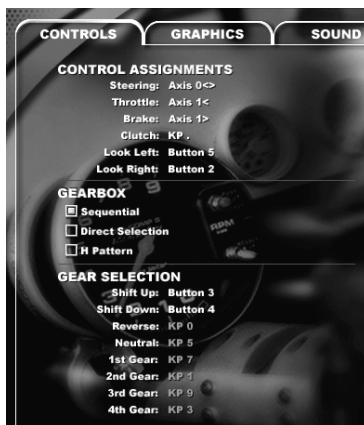 CONTROLS GRAPHICS SOUND
CONTROL ASSIGNMENTS
Steering: Axis 0<>
Throttle: Axis 1<
Brake: Axis 1>
Clutch: KP .
Look Left: Button 5
Look Right: Button 2
GEARBOX
Sequential
Direct Selection
H Pattern
GEAR SELECTION
Shift Up: Button 3
Shift Down: Button 4
Reverse: KP 0
Neutral: KP 5
1st Gear: KP 7
2nd Gear: KP 1
3rd Gear: KP 9
4th Gear: KP 3
RPM